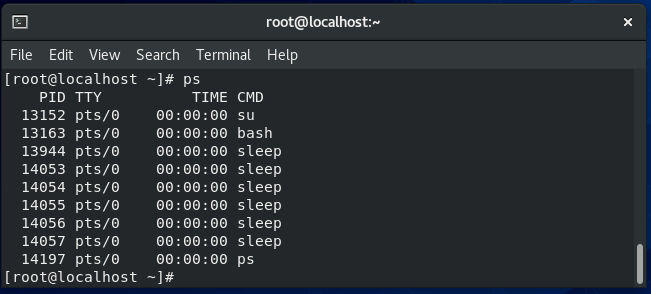 root@localhost:~
File Edit View Search Terminal Help
[root@localhost ~]# ps
    PID TTY          TIME CMD
  13152 pts/0    00:00:00 su
  13163 pts/0    00:00:00 bash
  13944 pts/0    00:00:00 sleep
  14053 pts/0    00:00:00 sleep
  14054 pts/0    00:00:00 sleep
  14055 pts/0    00:00:00 sleep
  14056 pts/0    00:00:00 sleep
  14057 pts/0    00:00:00 sleep
  14197 pts/0    00:00:00 ps
[root@localhost ~]#